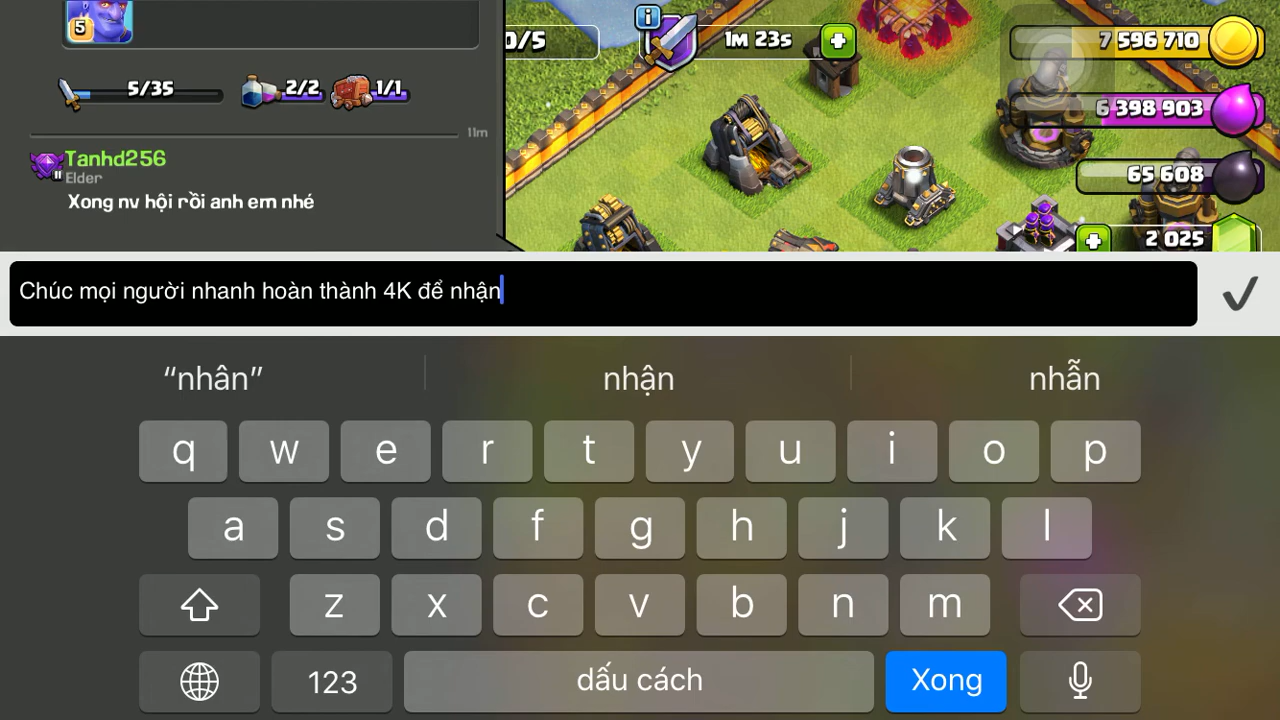 5
5/35
2/2
1/1
11m
Tanhd256
Elder
Xong nv hội rồi anh em nhé
0/5
i
1M 23s
7 596 710
6 398 903
65 608
2 025
Chúc mọi người nhanh hoàn thành 4K để nhận
“nhân”
nhận
nhẫn
q w e r t y u i o p
a s d f g h j k l
z x c v b n m
123
dấu cách
Xong